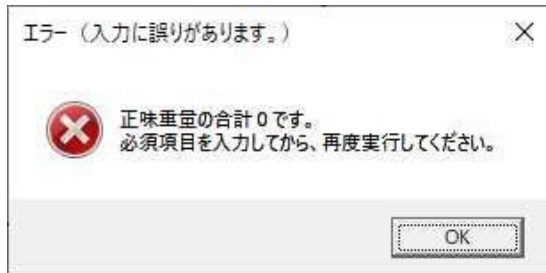 エラー（入力に誤りがあります。）
正味重量の合計０です。
必須項目を入力してから、再度実行してください。
OK